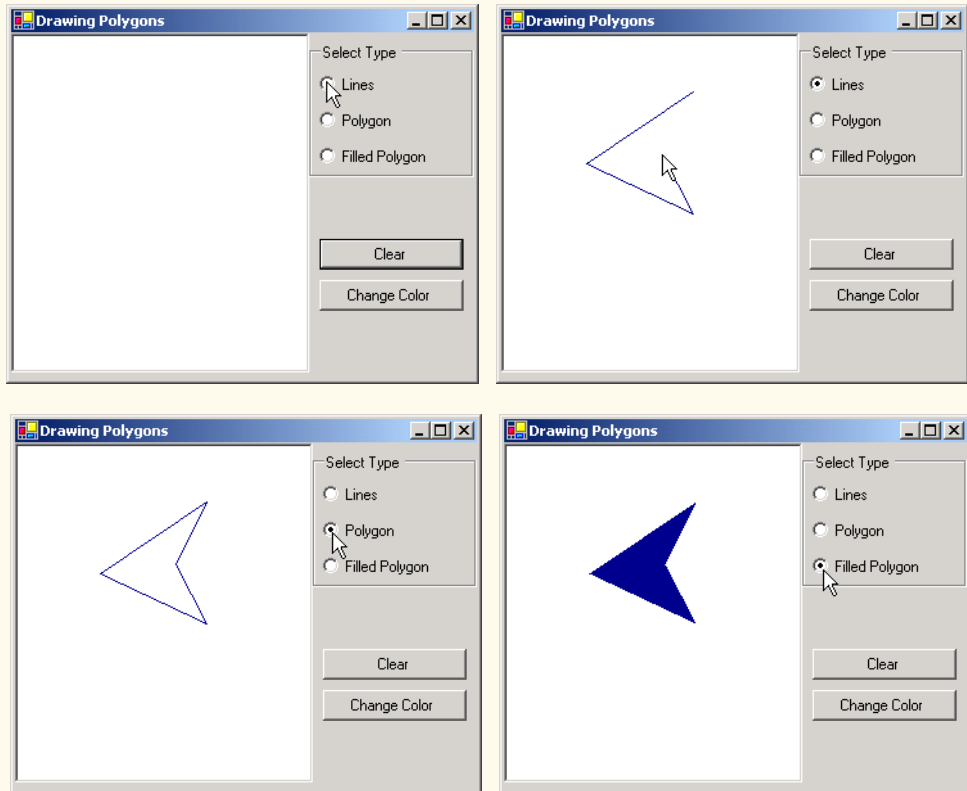 Drawing Polygons
Select Type
Lines
Polygon
Filled Polygon
Clear
Change Color
Drawing Polygons
Select Type
Lines
Polygon
Filled Polygon
Clear
Change Color
Drawing Polygons
Select Type
Lines
Polygon
Filled Polygon
Clear
Change Color
Drawing Polygons
Select Type
Lines
Polygon
Filled Polygon
Clear
Change Color